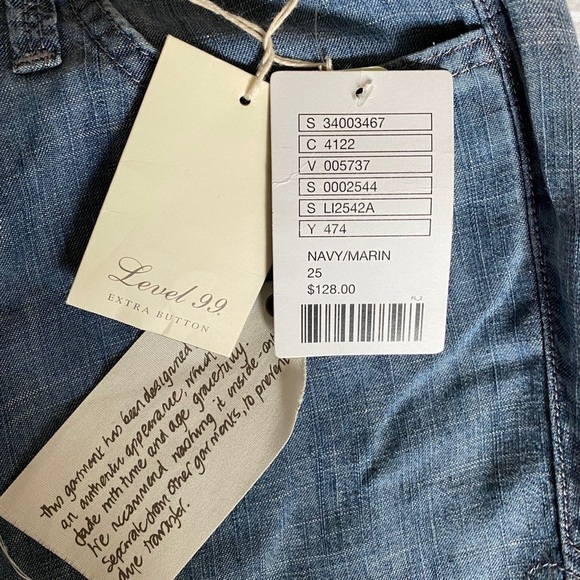 Level 99.
EXTRA BUTTON
S 34003467
C 4122
V 005737
S 0002544
S LI2542A
Y 474
NAVY/MARIN
25
$128.00
This garment has been designed
an authentic appearance, which
fade with time and age gracefully.
We recommend washing it inside-o
separate from other garments, to prevent
dye transfer.